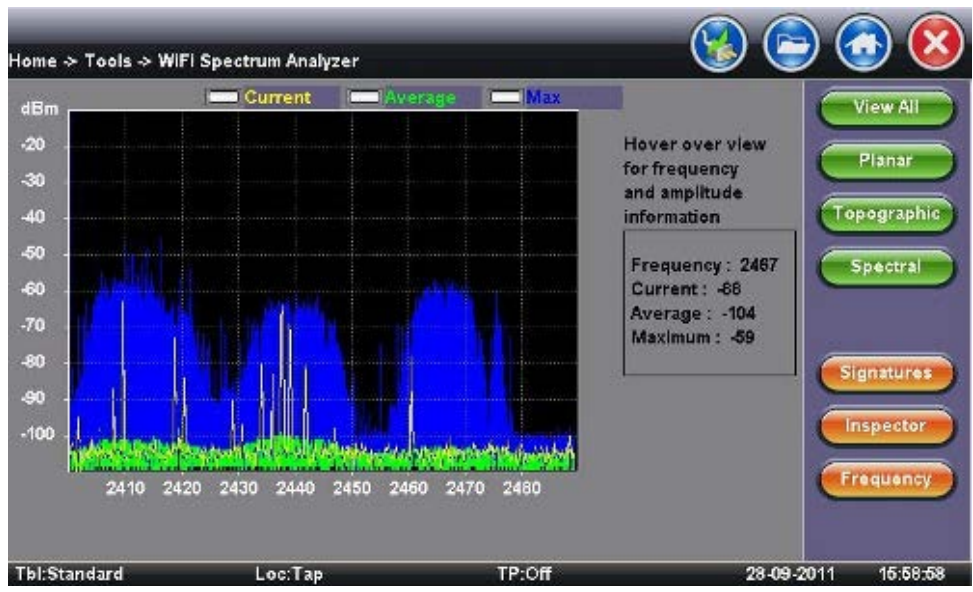 Home -> Tools -> WiFi Spectrum Analyzer
dBm
Current Average Max
-20
-30
-40
-50
-60
-70
-80
-90
-100
2410 2420 2430 2440 2450 2460 2470 2480
Hover over view
for frequency
and amplitude
information
Frequency : 2467
Current : -88
Average : -104
Maximum : -59
View All
Planar
Topographic
Spectral
Signatures
Inspector
Frequency
Tbl:Standard Loc:Tap TP:Off 28-09-2011 15:58:58